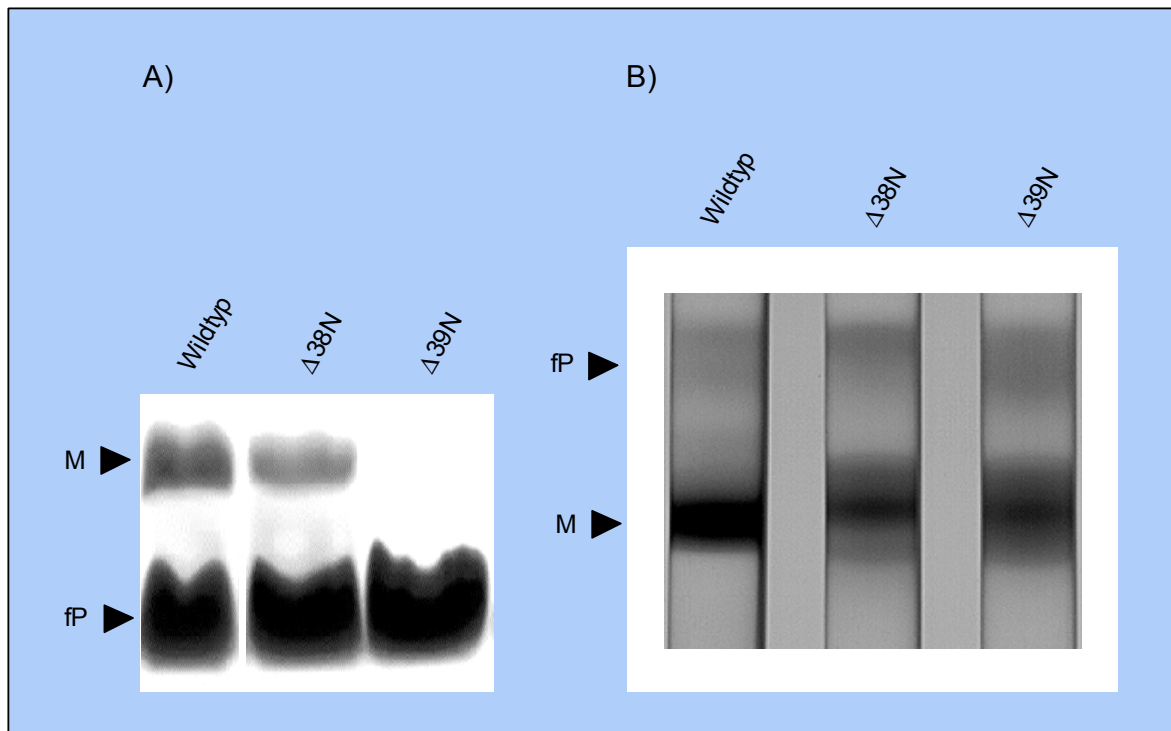 A)
Wildtyp
Δ38N
Δ39N
M
fP
B)
Wildtyp
Δ38N
Δ39N
fP
M